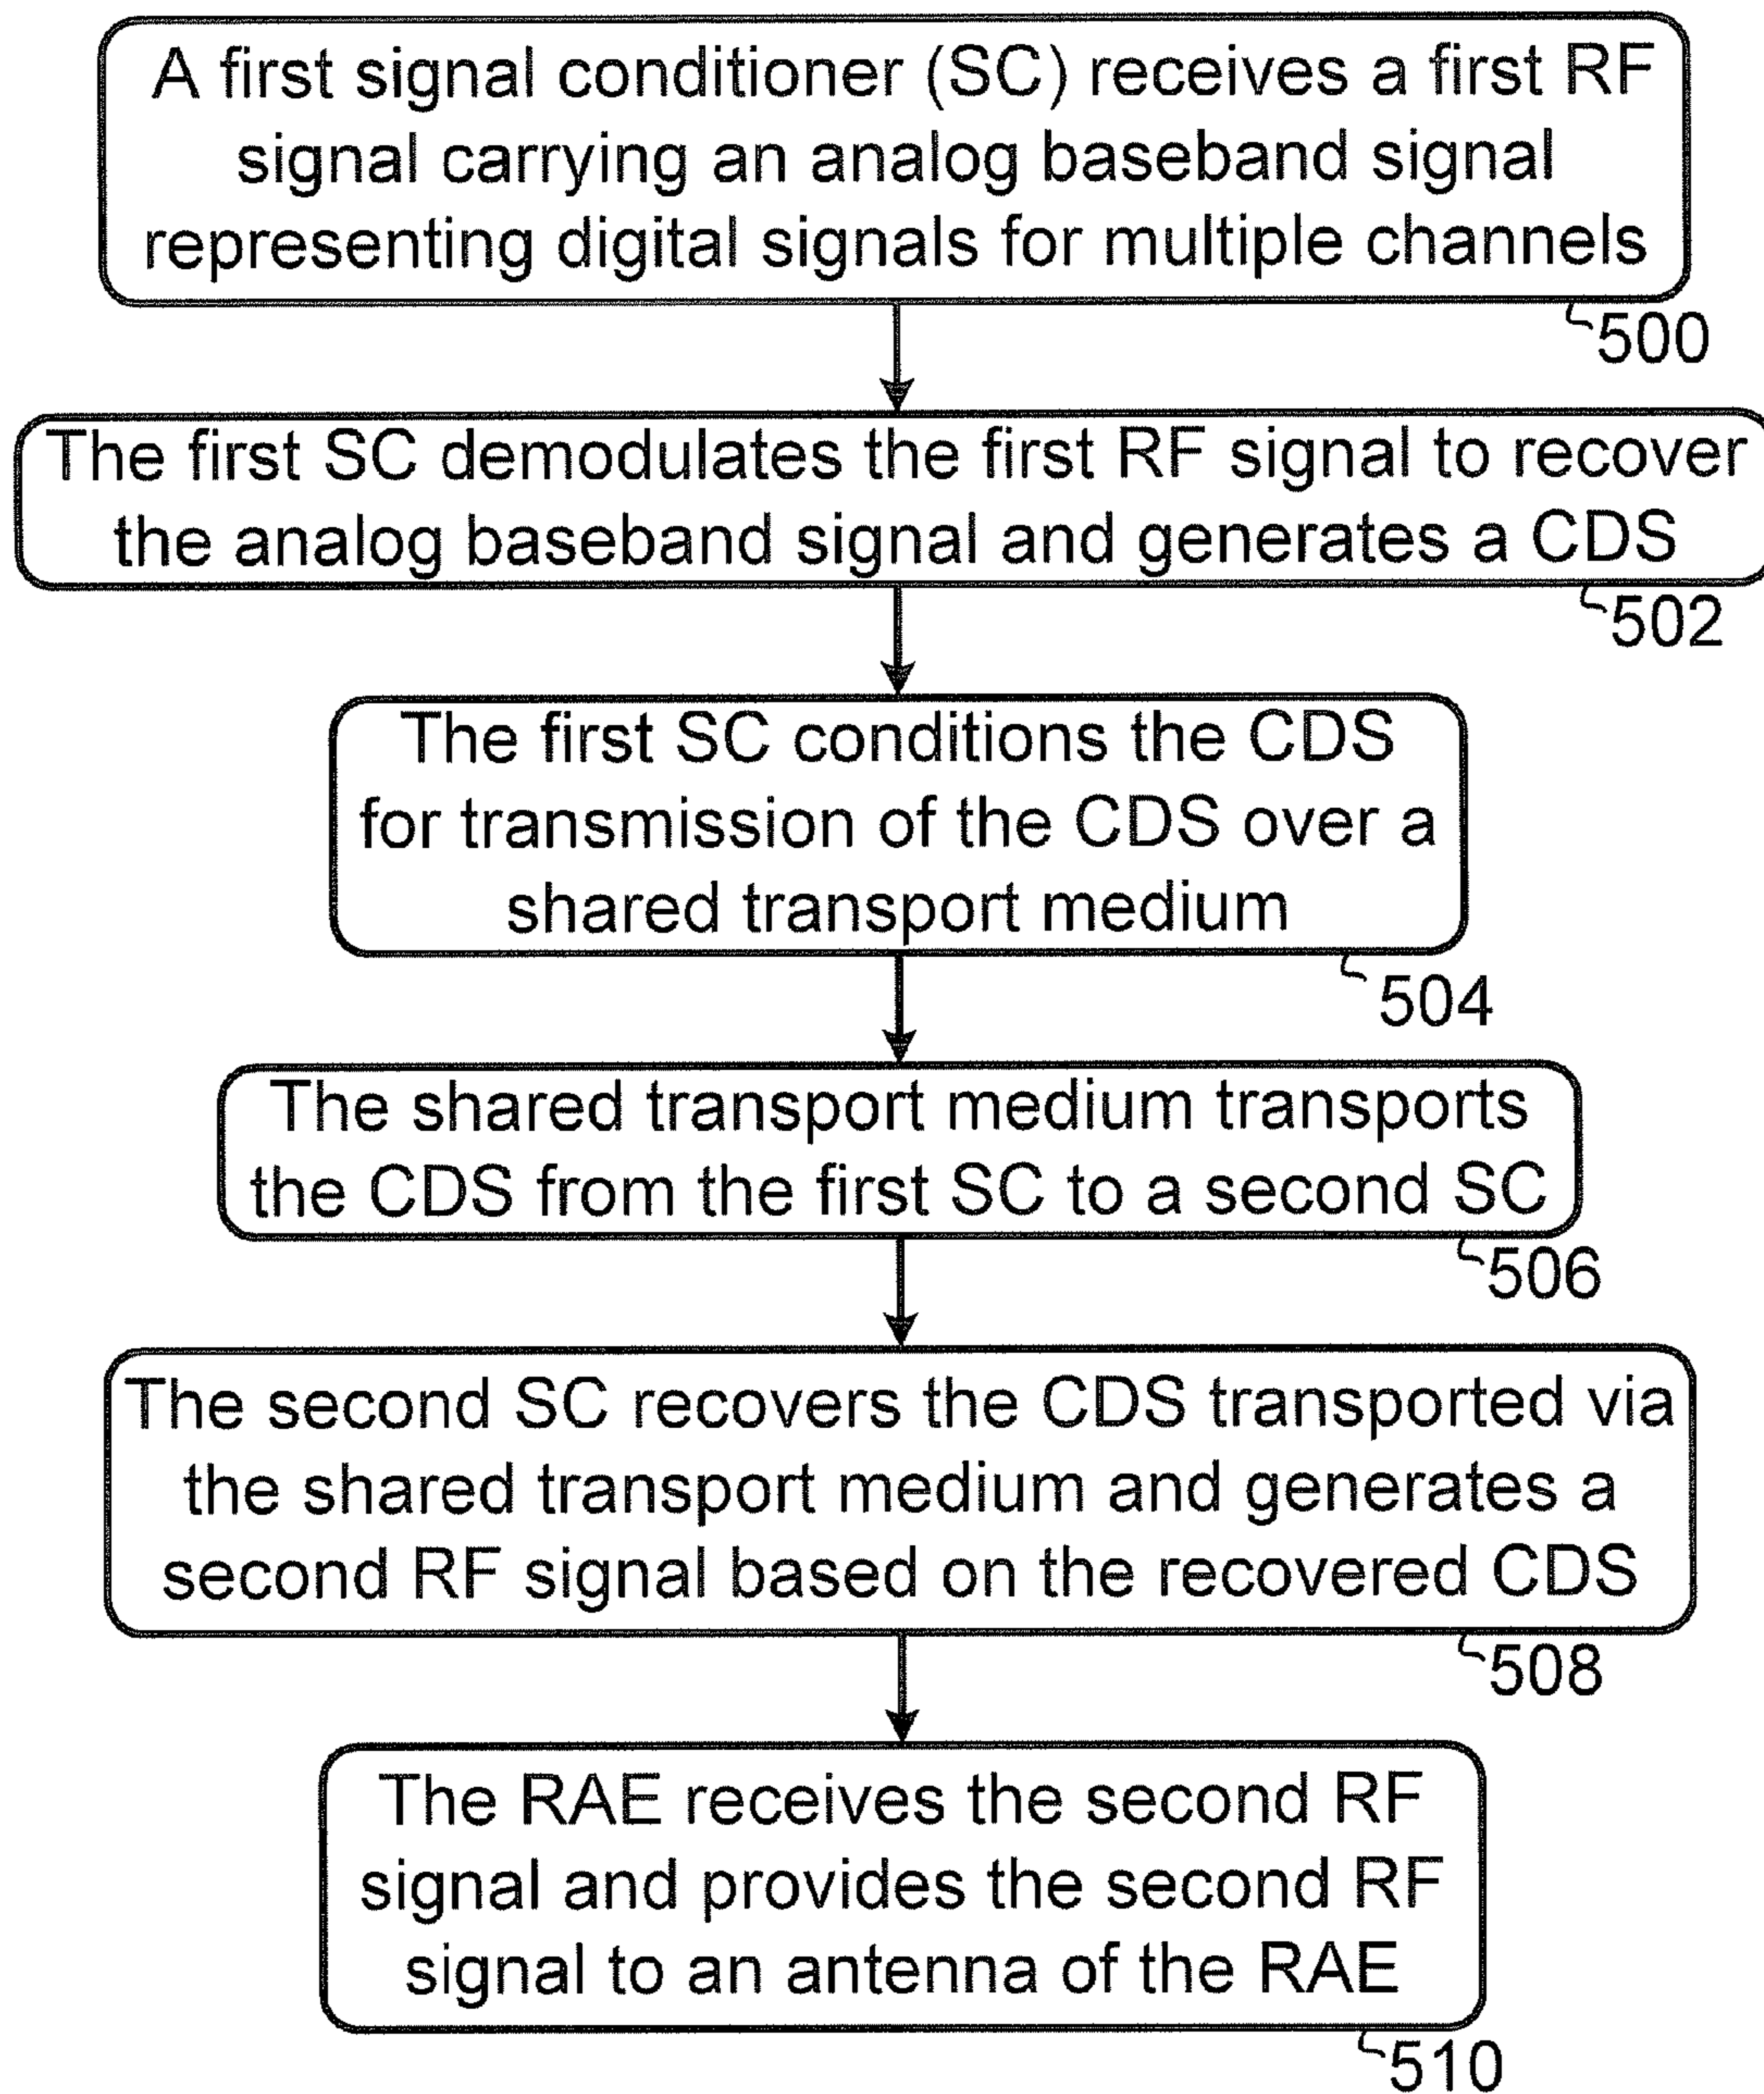 A first signal conditioner (SC) receives a first RF
signal carrying an analog baseband signal
representing digital signals for multiple channels
500
The first SC demodulates the first RF signal to recover
the analog baseband signal and generates a CDS
502
The first SC conditions the CDS
for transmission of the CDS over a
shared transport medium
504
The shared transport medium transports
the CDS from the first SC to a second SC
506
The second SC recovers the CDS transported via
the shared transport medium and generates a
second RF signal based on the recovered CDS
508
The RAE receives the second RF
signal and provides the second RF
signal to an antenna of the RAE
510